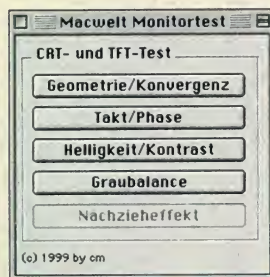 Macwelt Monitortest
CRT- und TFT-Test
Geometrie/Konvergenz
Takt/Phase
Helligkeit/Kontrast
Graubalance
Nachzieheffekt
(c) 1999 by cm